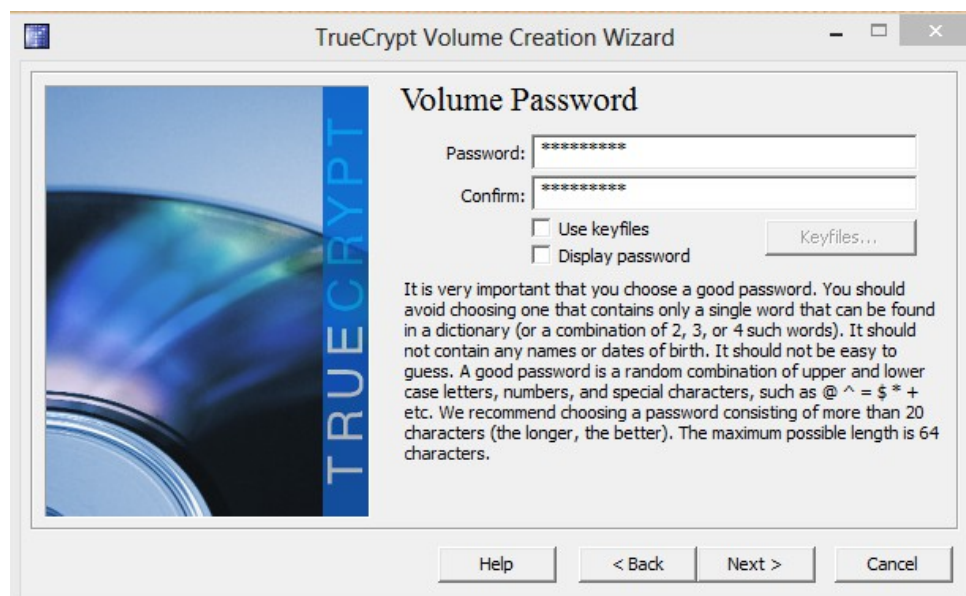 TrueCrypt Volume Creation Wizard
TRUECRYPT
Volume Password
Password: *********
Confirm: *********
Use keyfiles
Keyfiles...
Display password
It is very important that you choose a good password. You should
avoid choosing one that contains only a single word that can be found
in a dictionary (or a combination of 2, 3, or 4 such words). It should
not contain any names or dates of birth. It should not be easy to
guess. A good password is a random combination of upper and lower
case letters, numbers, and special characters, such as @ ^ = $ * +
etc. We recommend choosing a password consisting of more than 20
characters (the longer, the better). The maximum possible length is 64
characters.
Help
< Back
Next >
Cancel